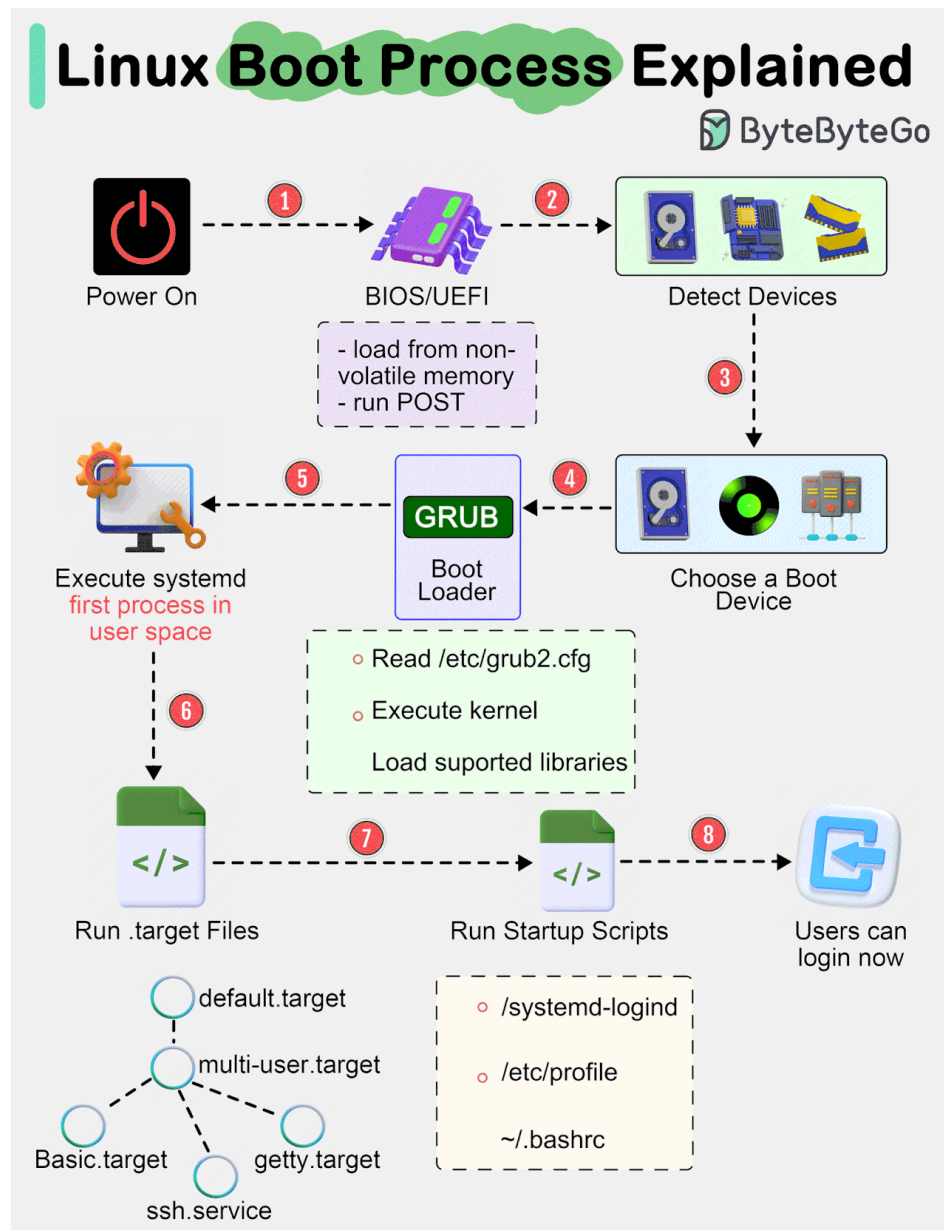 Linux Boot Process Explained
ByteByteGo
1
2
Power On
BIOS/UEFI
Detect Devices
- load from non-
volatile memory
- run POST
3
5
4
GRUB
Boot
Loader
Execute systemd
first process in
user space
Choose a Boot
Device
Read /etc/grub2.cfg
Execute kernel
Load suported libraries
6
7
8
</>
</>
Run .target Files
Run Startup Scripts
Users can
login now
default.target
multi-user.target
Basic.target
getty.target
ssh.service
/systemd-logind
/etc/profile
~/.bashrc